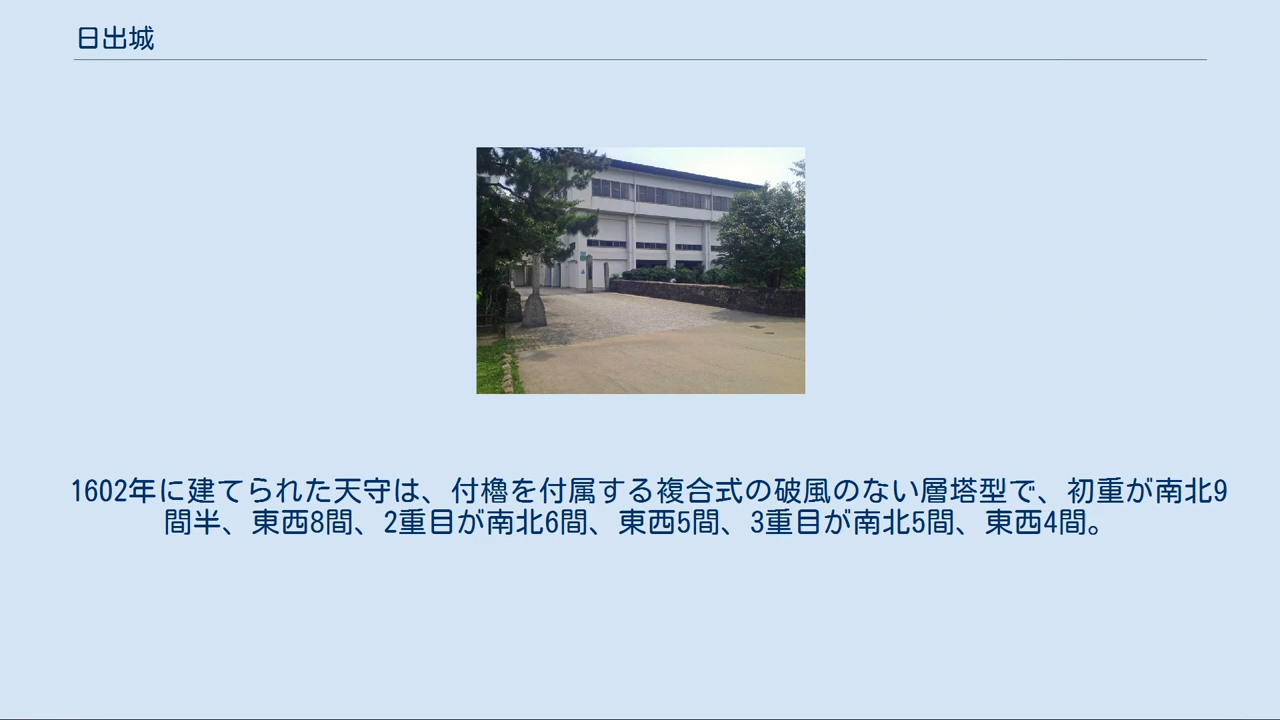 日出城
1602年に建てられた天守は、付櫓を付属する複合式の破風のない層塔型で、初重が南北9
間半、東西8間、2重目が南北6間、東西5間、3重目が南北5間、東西4間。